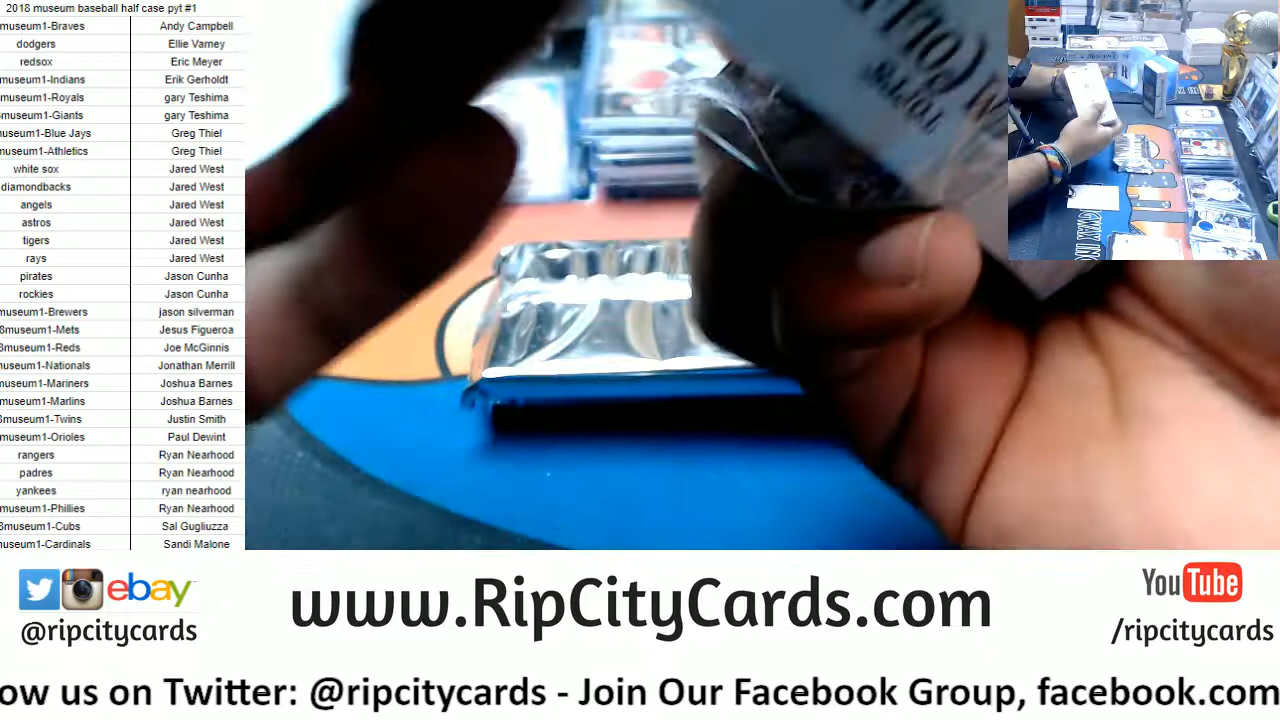 2018 museum baseball half case pyt #1
museum1-Braves Andy Campbell
dodgers Ellie Varney
redsox Eric Meyer
museum1-Indians Erik Gerholdt
museum1-Royals gary Teshima
museum1-Giants gary Teshima
museum1-Blue Jays Greg Thiel
museum1-Athletics Greg Thiel
white sox Jared West
diamondbacks Jared West
angels Jared West
astros Jared West
tigers Jared West
rays Jared West
pirates Jason Cunha
rockies Jason Cunha
museum1-Brewers jason silverman
8museum1-Mets Jesus Figueroa
museum1-Reds Joe McGinnis
museum1-Nationals Jonathan Merrill
museum1-Mariners Joshua Barnes
museum1-Marlins Joshua Barnes
museum1-Twins Justin Smith
museum1-Orioles Paul Dewint
rangers Ryan Nearhood
padres Ryan Nearhood
yankees ryan nearhood
museum1-Phillies Ryan Nearhood
museum1-Cubs Sal Gugliuzza
museum1-Cardinals Sandi Malone
TOPPS
ebay
@ripcitycards
www.RipCityCards.com
YouTube
/ripcitycards
ow us on Twitter: @ripcitycards - Join Our Facebook Group, facebook.com